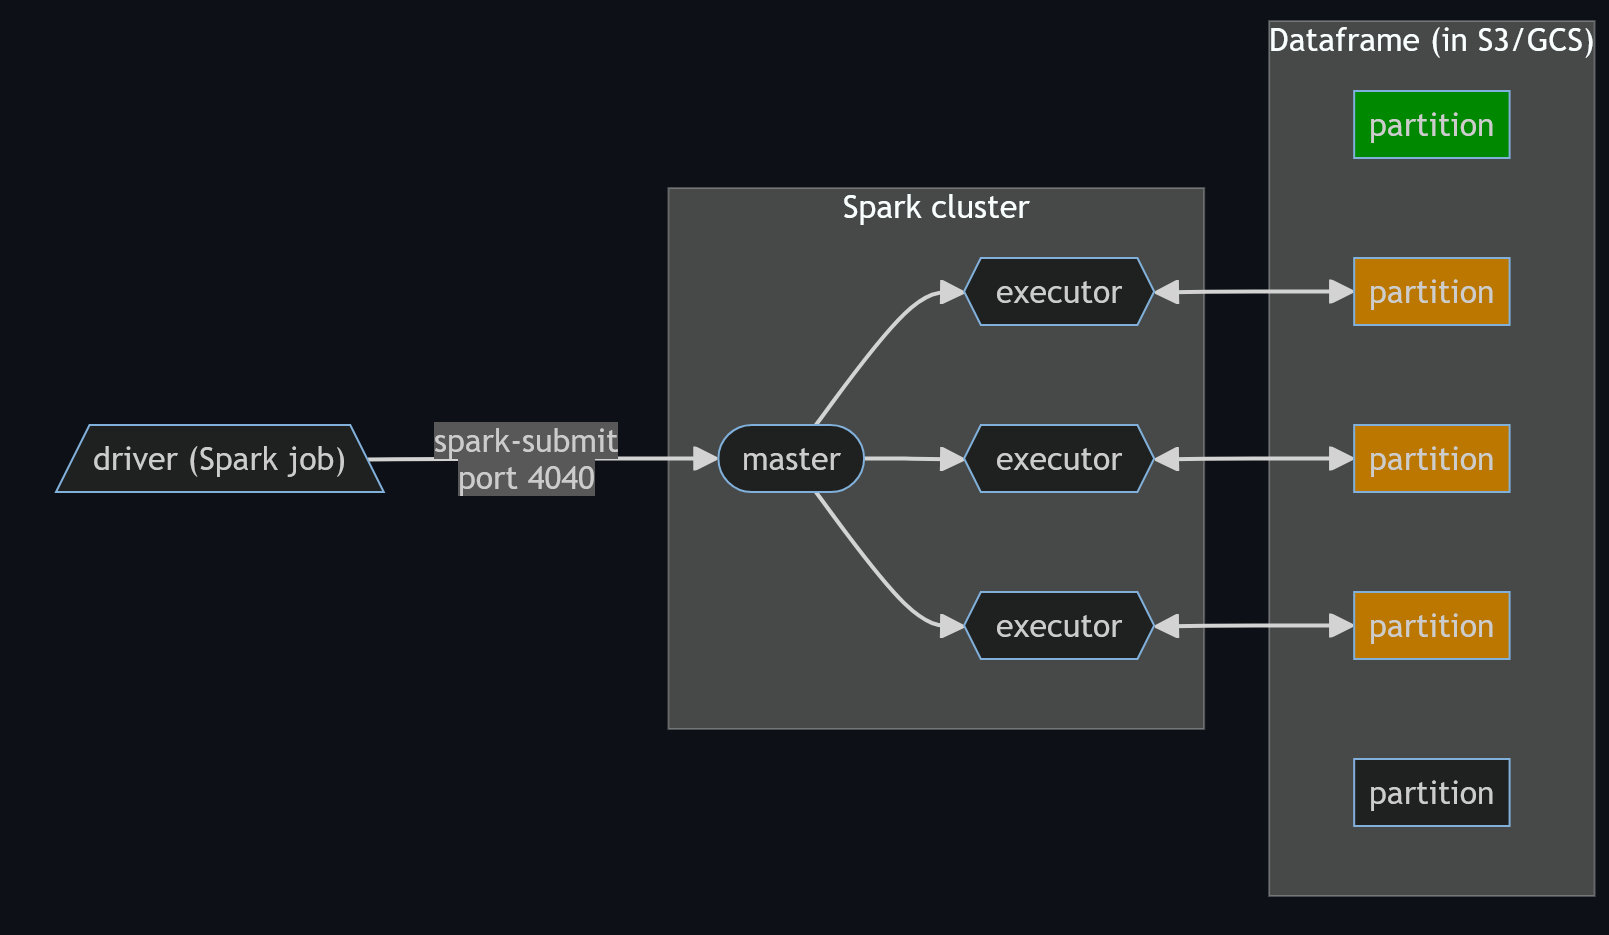 driver (Spark job)
spark-submit
port 4040
Spark cluster
master
executor
executor
executor
Dataframe (in S3/GCS)
partition
partition
partition
partition
partition